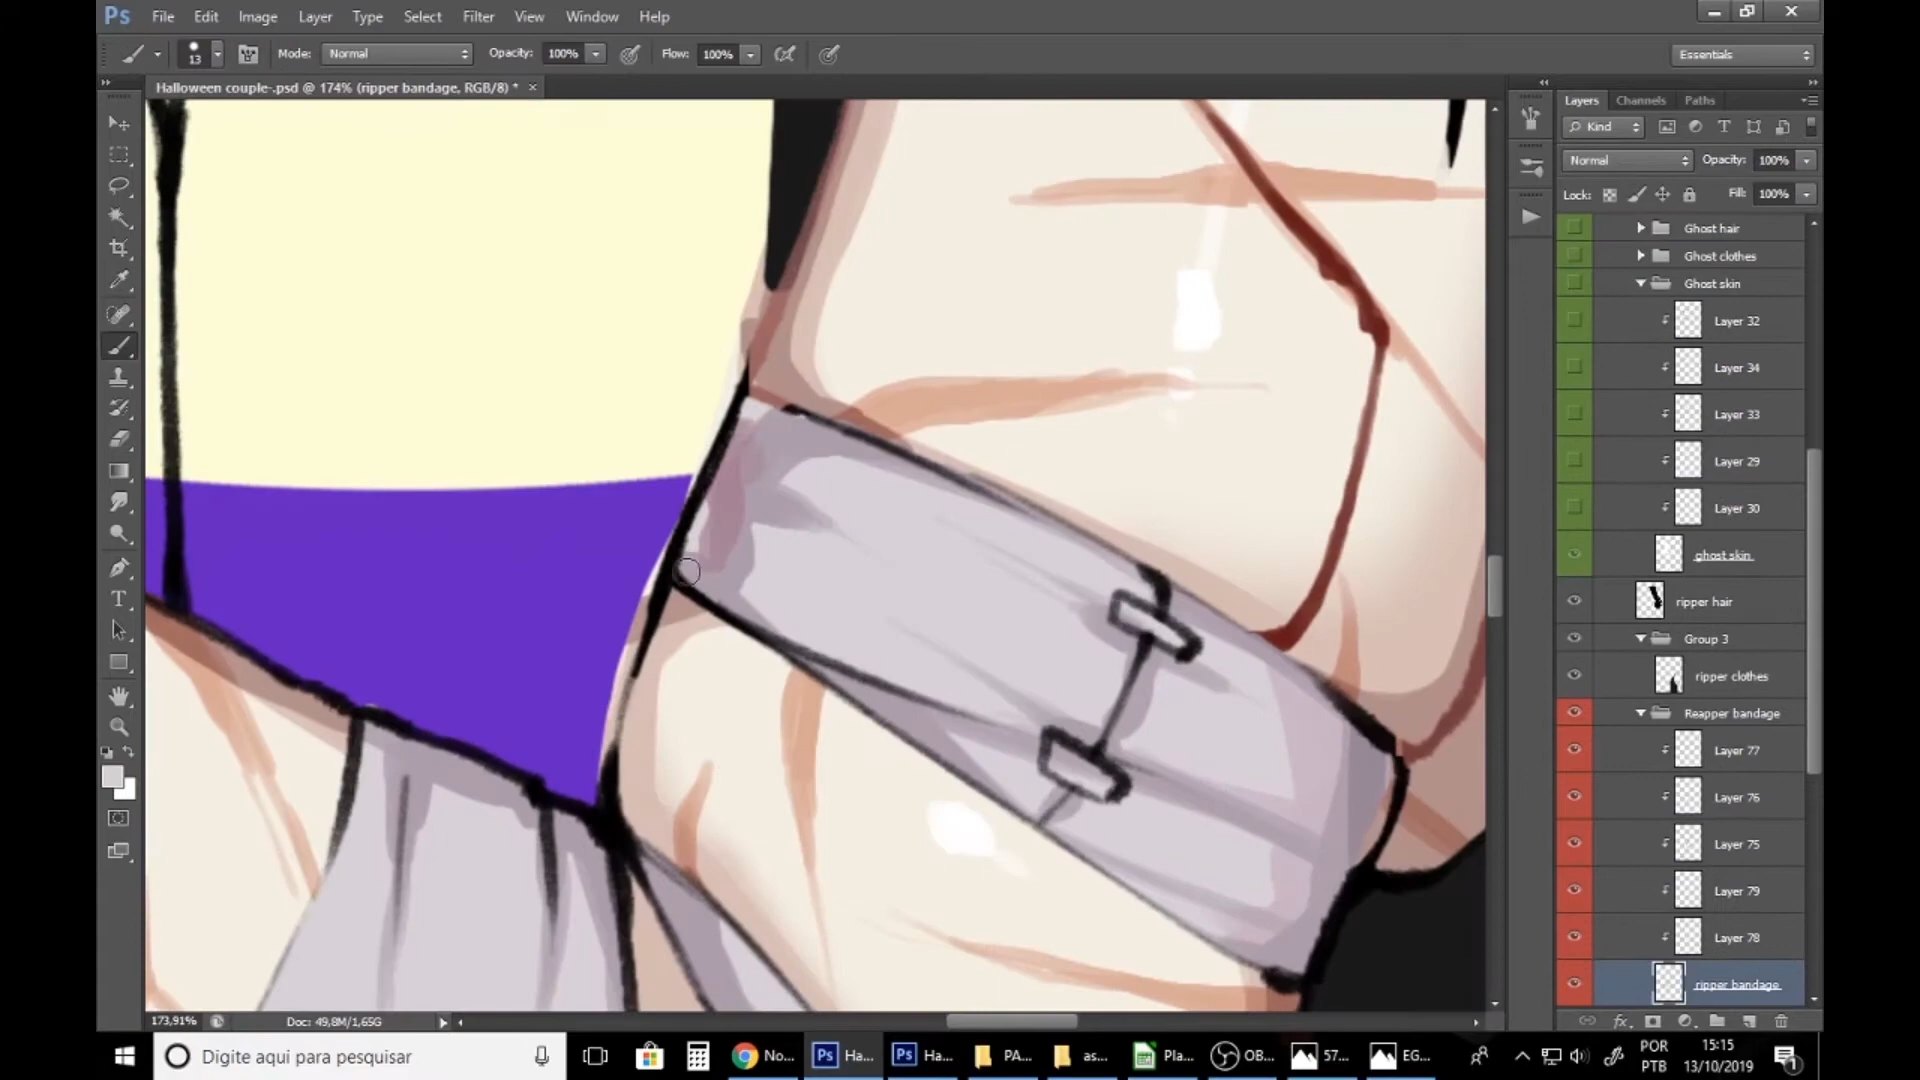 Ps File Edit Image Layer Type Select Filter View Window Help
13 Mode: Normal Opacity: 100% Flow: 100% Essentials
Halloween couple-.psd @ 174% (ripper bandage, RGB/8) * ×
Layers Channels Paths
Kind
Normal Opacity: 100%
Lock: Fill: 100%
Ghost hair
Ghost clothes
Ghost skin
Layer 32
Layer 34
Layer 33
Layer 29
Layer 30
ghost skin
ripper hair
Group 3
ripper clothes
Reapper bandage
Layer 77
Layer 76
Layer 75
Layer 79
Layer 78
ripper bandage
173,91% Doc: 49,8M/1,65G
Digite aqui para pesquisar No... Ps Ha... Ps Ha... PA... as... Pla... OB... 57... EG... POR 15:15
PTB 13/10/2019 1